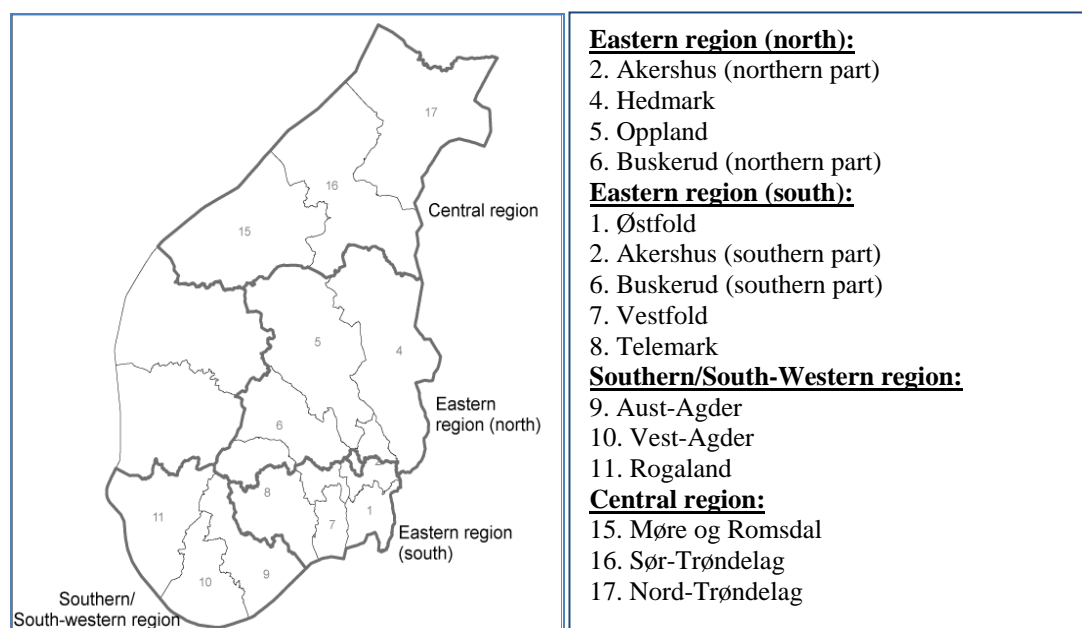 17
16
Central region
15
5
4
Eastern
region (north)
6
8
11
1
7
Eastern region
(south)
9
10
Southern/
South-western region
Eastern region (north):
2. Akershus (northern part)
4. Hedmark
5. Oppland
6. Buskerud (northern part)
Eastern region (south):
1. Østfold
2. Akershus (southern part)
6. Buskerud (southern part)
7. Vestfold
8. Telemark
Southern/South-Western region:
9. Aust-Agder
10. Vest-Agder
11. Rogaland
Central region:
15. Møre og Romsdal
16. Sør-Trøndelag
17. Nord-Trøndelag